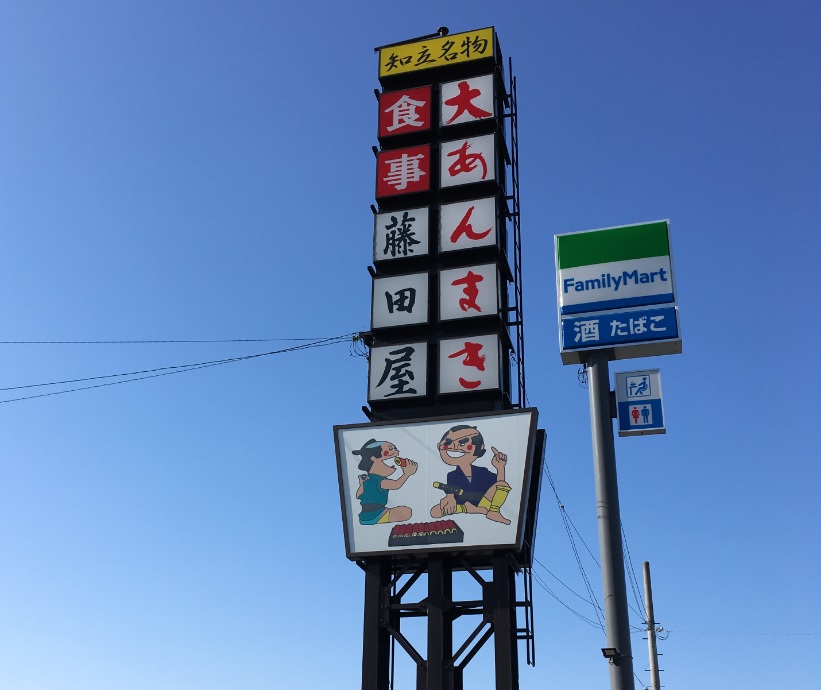 知立名物
大あんまき
食事
藤田屋
FamilyMart
酒 たばこ